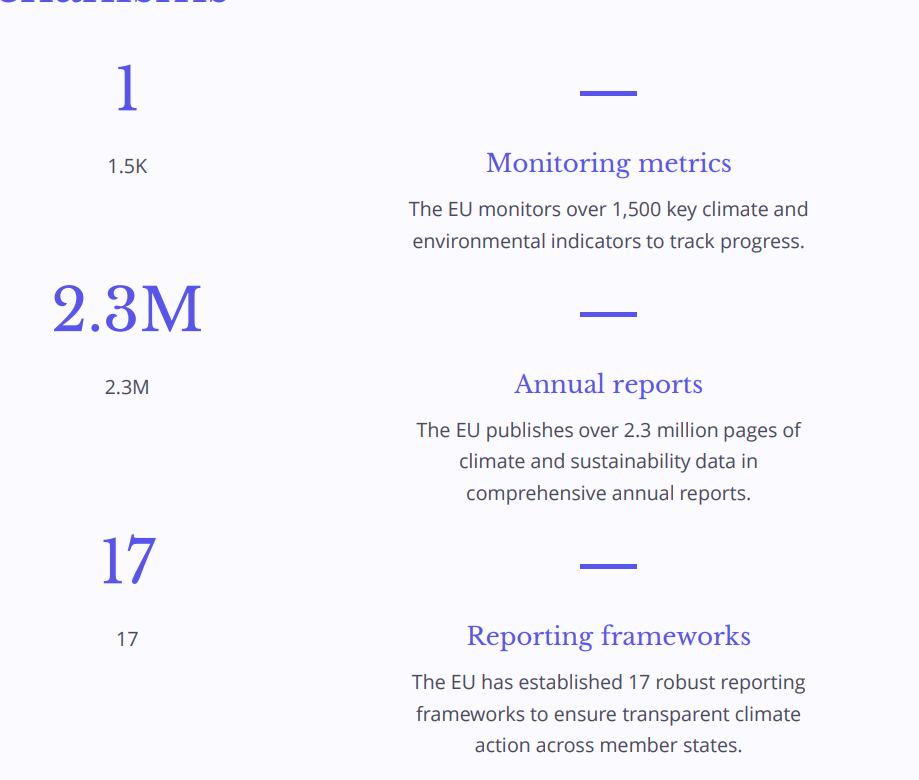 1
1.5K
Monitoring metrics
The EU monitors over 1,500 key climate and
environmental indicators to track progress.
2.3M
2.3M
Annual reports
The EU publishes over 2.3 million pages of
climate and sustainability data in
comprehensive annual reports.
17
17
Reporting frameworks
The EU has established 17 robust reporting
frameworks to ensure transparent climate
action across member states.